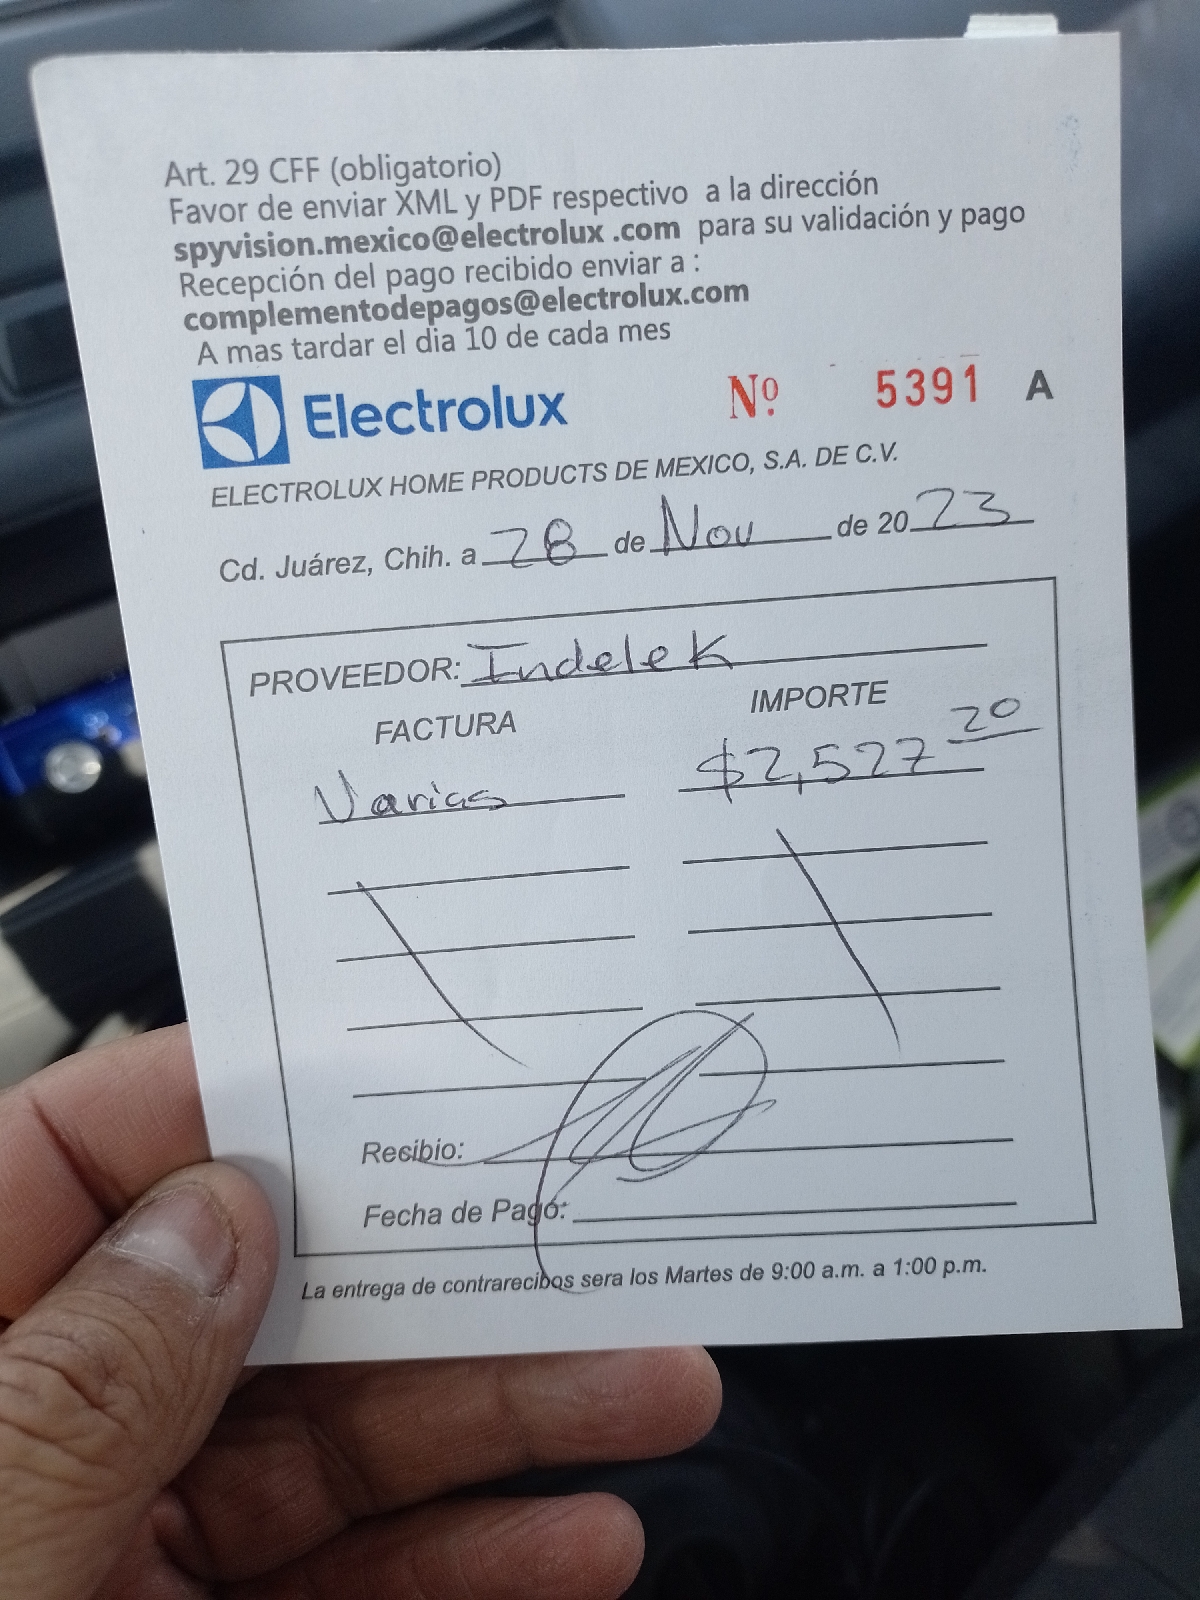 Art. 29 CFF (obligatorio)
Favor de enviar XML y PDF respectivo a la dirección
spyvision.mexico@electrolux .com para su validación y pago
Recepción del pago recibido enviar a :
complementodepagos@electrolux.com
A mas tardar el dia 10 de cada mes
Electrolux Nº. 5391 A
ELECTROLUX HOME PRODUCTS DE MEXICO, S.A. DE C.V.
Cd. Juárez, Chih. a 28 de Nov de 2023
PROVEEDOR: Indelek
FACTURA IMPORTE
Varias $2,527 20
Recibio:
Fecha de Pago:
La entrega de contrarecibos sera los Martes de 9:00 a.m. a 1:00 p.m.